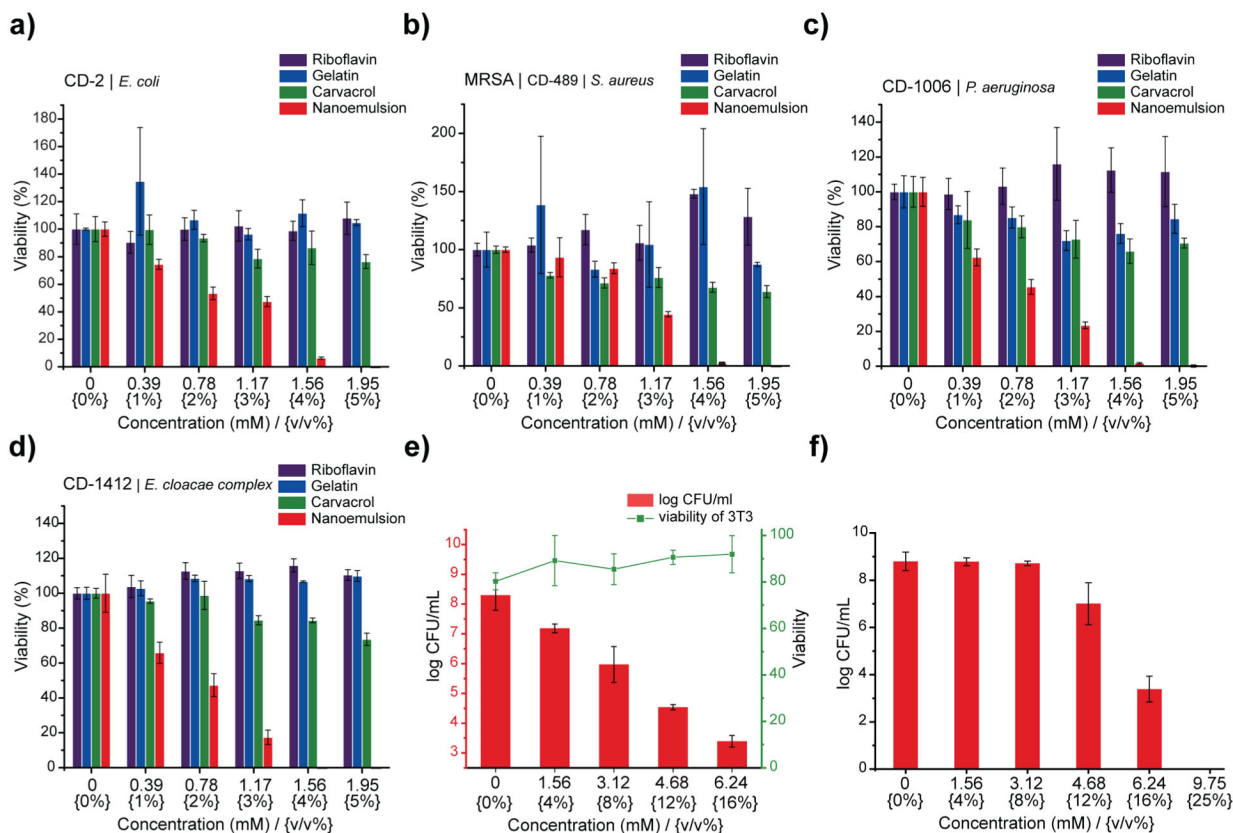 a)
CD-2 | E. coli
Riboflavin
Gelatin
Carvacrol
Nanoemulsion
Viability (%)
180
160
140
120
100
80
60
40
20
0
0 0.39 0.78 1.17 1.56 1.95
{0%} {1%} {2%} {3%} {4%} {5%}
Concentration (mM) / {v/v%}
b)
MRSA | CD-489 | S. aureus
Riboflavin
Gelatin
Carvacrol
Nanoemulsion
Viability (%)
200
150
100
50
0
0 0.39 0.78 1.17 1.56 1.95
{0%} {1%} {2%} {3%} {4%} {5%}
Concentration (mM) / {v/v%}
c)
CD-1006 | P. aeruginosa
Riboflavin
Gelatin
Carvacrol
Nanoemulsion
Viability (%)
140
120
100
80
60
40
20
0
0 0.39 0.78 1.17 1.56 1.95
{0%} {1%} {2%} {3%} {4%} {5%}
Concentration (mM) / {v/v%}
d)
CD-1412 | E. cloacae complex
Riboflavin
Gelatin
Carvacrol
Nanoemulsion
Viability (%)
140
120
100
80
60
40
20
0
0 0.39 0.78 1.17 1.56 1.95
{0%} {1%} {2%} {3%} {4%} {5%}
Concentration (mM) / {v/v%}
e)
log CFU/ml
viability of 3T3
log CFU/mL
10
9
8
7
6
5
4
3
Viability
100
80
60
40
20
0
0 1.56 3.12 4.68 6.24
{0%} {4%} {8%} {12%} {16%}
Concentration (mM) / {v/v%}
f)
log CFU/mL
10
8
6
4
2
0
0 1.56 3.12 4.68 6.24 9.75
{0%} {4%} {8%} {12%} {16%} {25%}
Concentration (mM) / {v/v%}